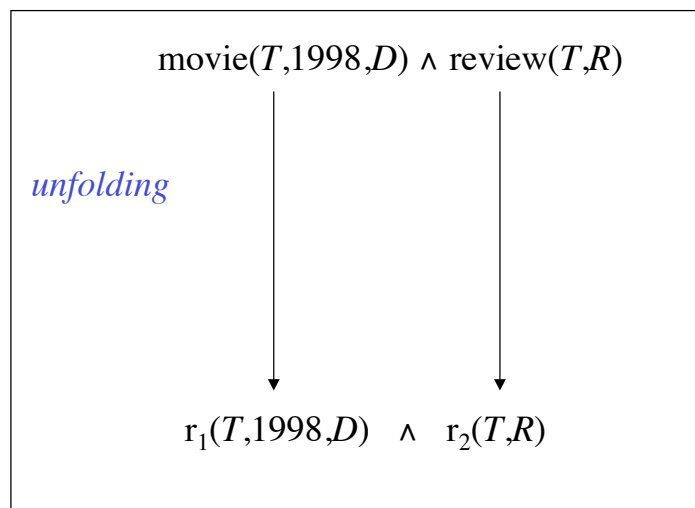 movie(T,1998,D) ∧ review(T,R)
unfolding
r₁(T,1998,D) ∧ r₂(T,R)